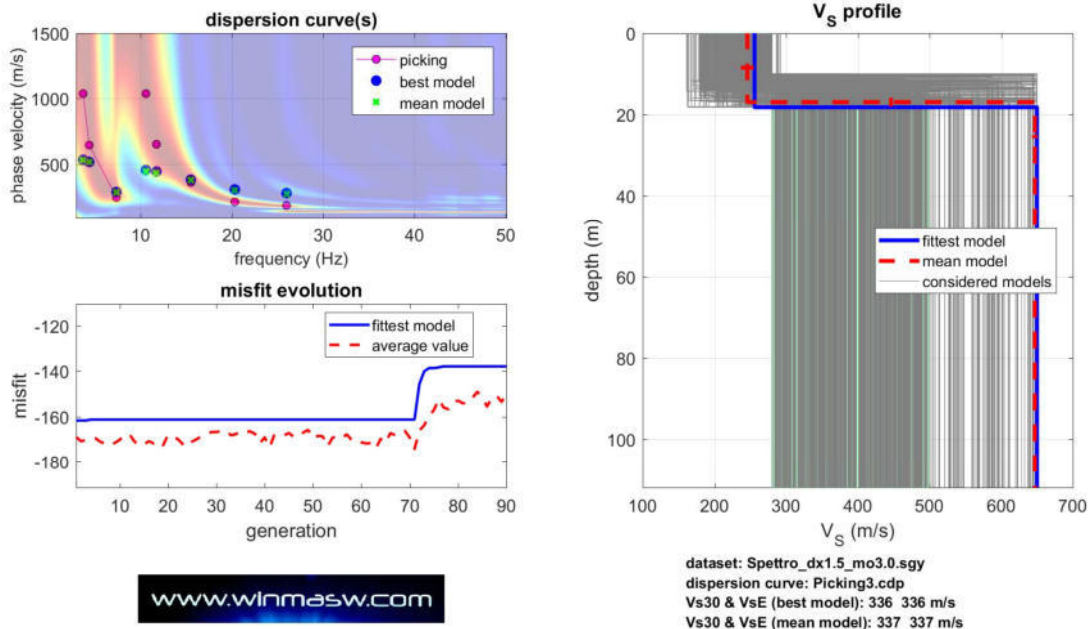 dispersion curve(s)
1500
1000
500
phase velocity (m/s)
10 20 30 40 50
frequency (Hz)
picking
best model
mean model
misfit evolution
-120
-140
-160
-180
misfit
10 20 30 40 50 60 70 80 90
generation
fittest model
average value
www.winmasw.com
V_S profile
0
20
40
60
80
100
depth (m)
100 200 300 400 500 600 700
V_S (m/s)
fittest model
mean model
considered models
dataset: Spettro_dx1.5_mo3.0.sgy
dispersion curve: Picking3.cdp
Vs30 & VsE (best model): 336 336 m/s
Vs30 & VsE (mean model): 337 337 m/s